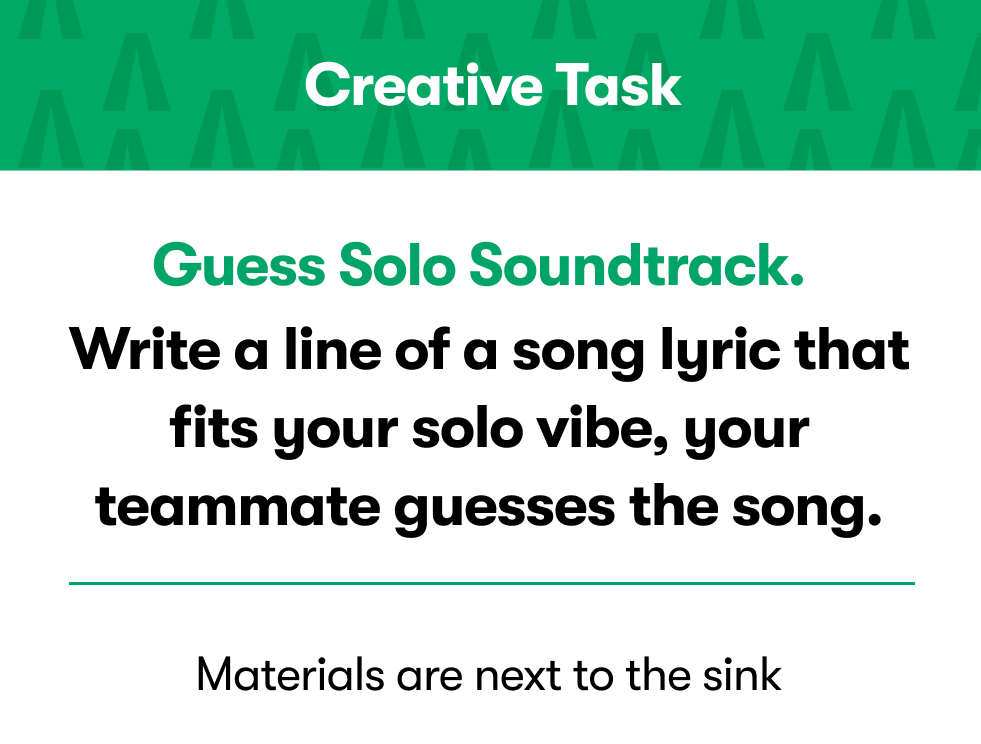 Creative Task
Guess Solo Soundtrack.
Write a line of a song lyric that
fits your solo vibe, your
teammate guesses the song.
Materials are next to the sink